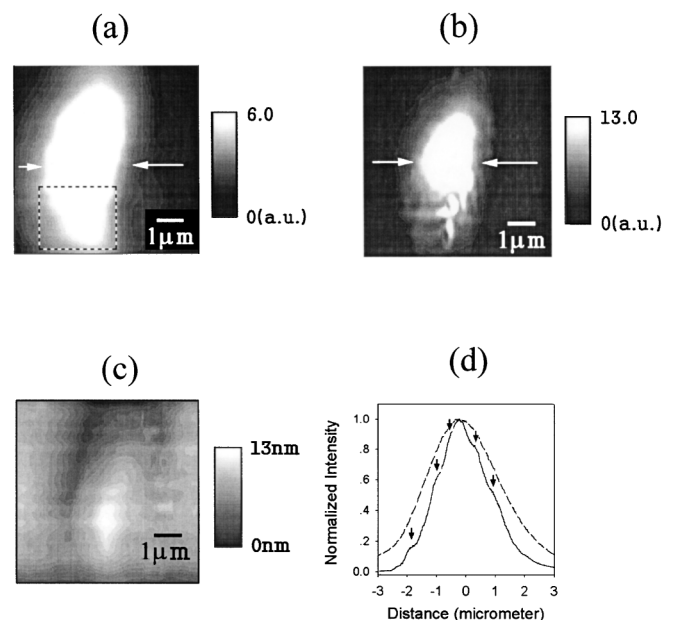 (a)
6.0
0(a.u.)
1μm
(b)
13.0
0(a.u.)
1μm
(c)
13nm
0nm
1μm
(d)
Normalized Intensity
1.0
.8
.6
.4
.2
0.0
-3 -2 -1 0 1 2 3
Distance (micrometer)